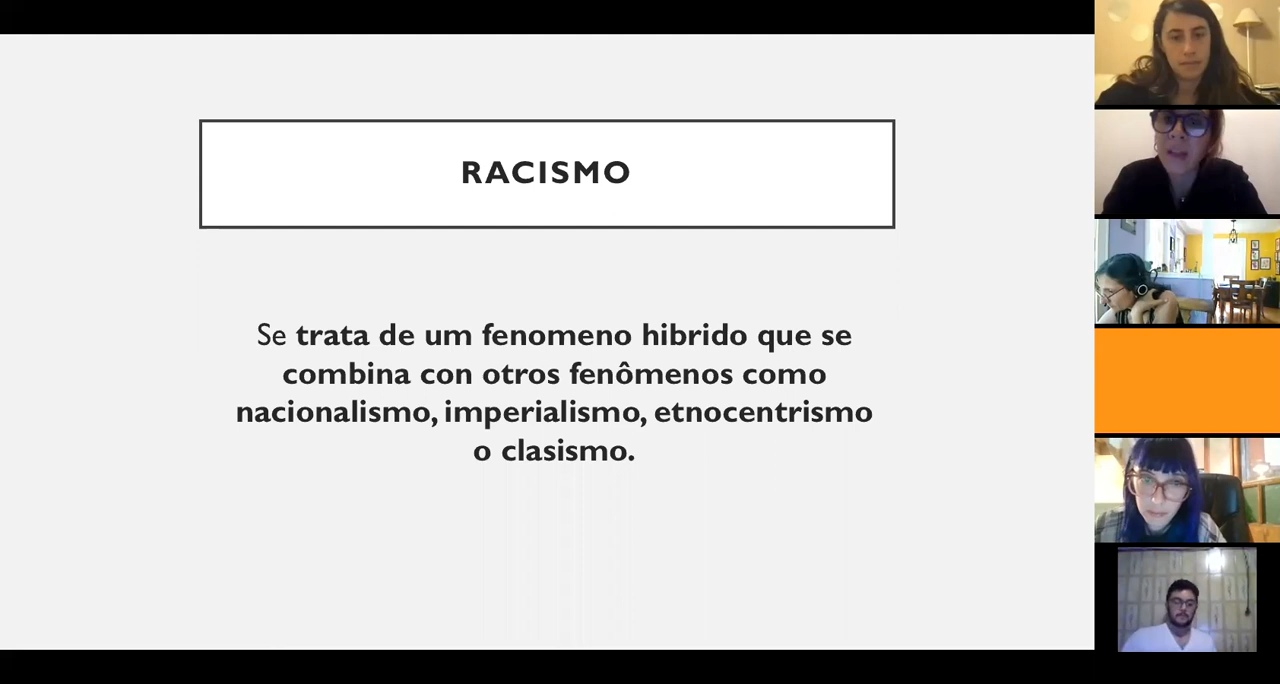 RACISMO
Se trata de um fenomeno hibrido que se
combina con otros fenômenos como
nacionalismo, imperialismo, etnocentrismo
o clasismo.